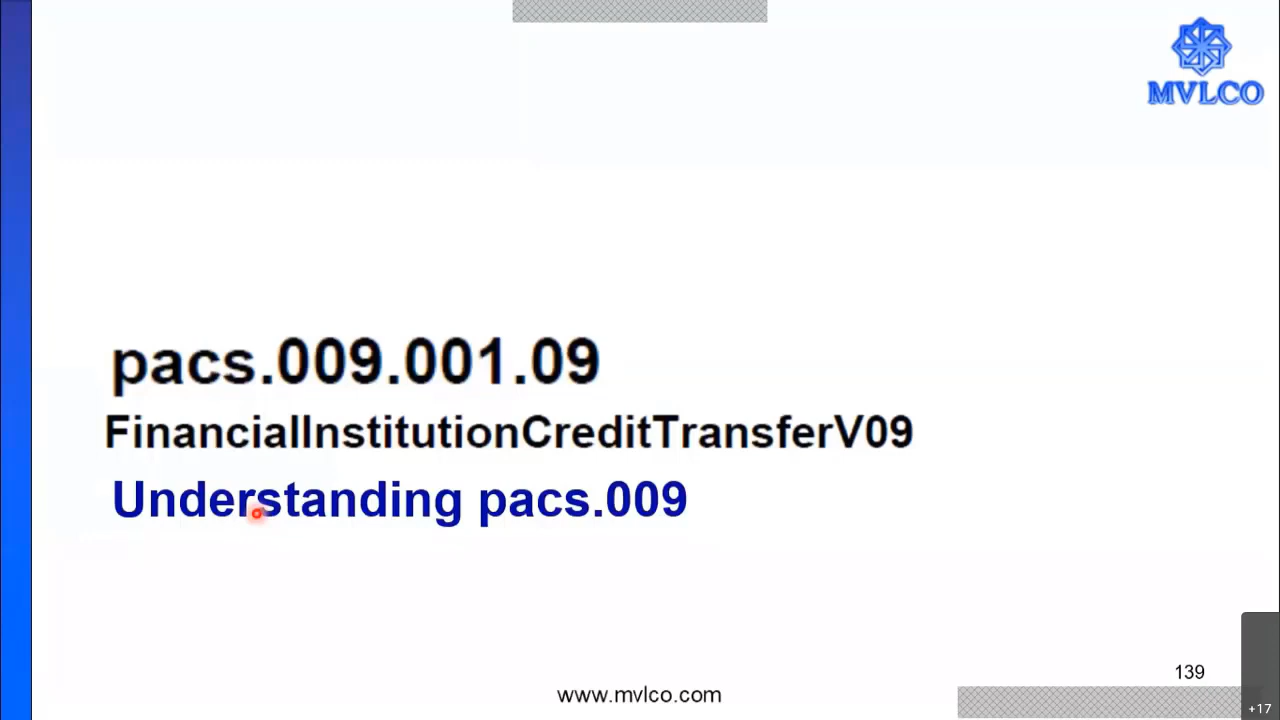 MVLCO
pacs.009.001.09
FinancialInstitutionCreditTransferV09
Understanding pacs.009
139
www.mvlco.com
+17